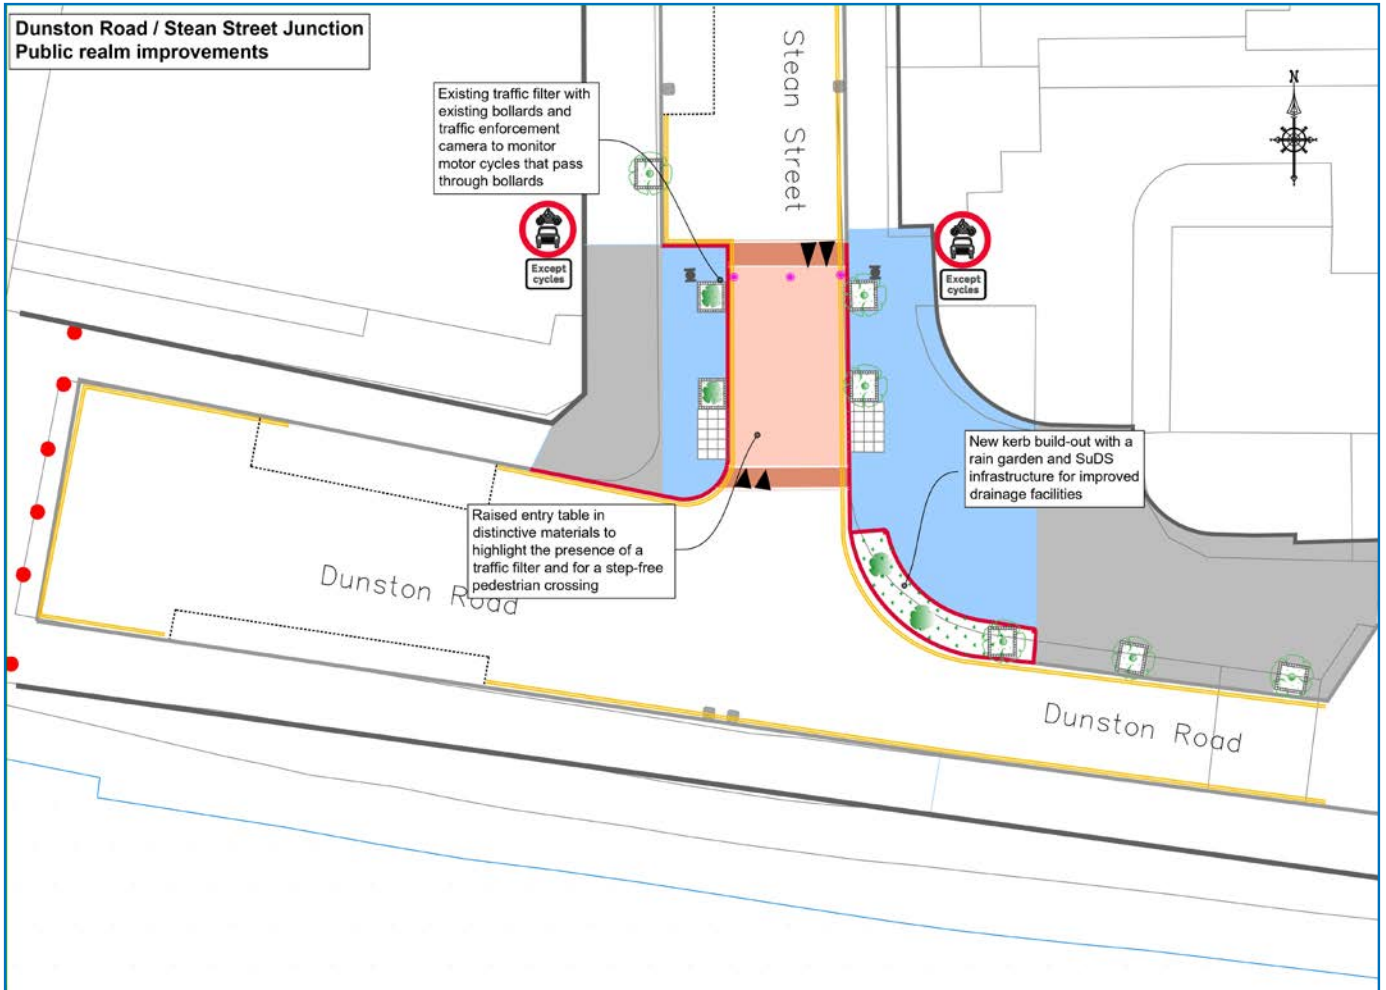 Dunston Road / Stean Street Junction
Public realm improvements
Existing traffic filter with
existing bollards and
traffic enforcement
camera to monitor
motor cycles that pass
through bollards
Stean Street
N
Except
cycles
Except
cycles
New kerb build-out with a
rain garden and SuDS
infrastructure for improved
drainage facilities
Raised entry table in
distinctive materials to
highlight the presence of a
traffic filter and for a step-free
pedestrian crossing
Dunston Road
Dunston Road